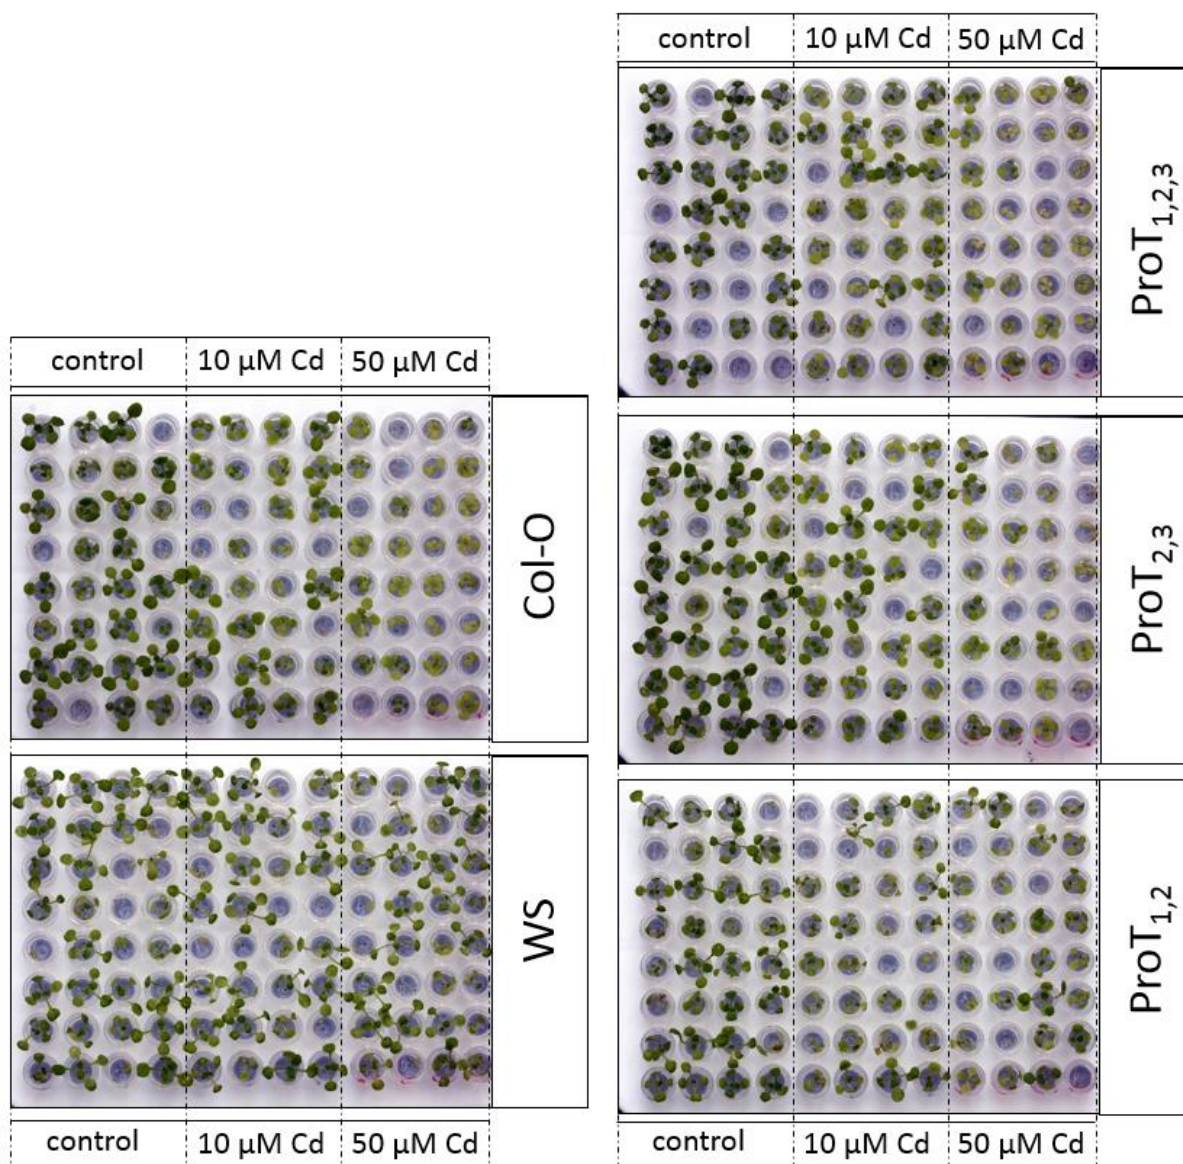 control 10 µM Cd 50 µM Cd
ProT1,2,3
ProT2,3
ProT1,2
control 10 µM Cd 50 µM Cd
control 10 µM Cd 50 µM Cd
Col-O
WS
control 10 µM Cd 50 µM Cd